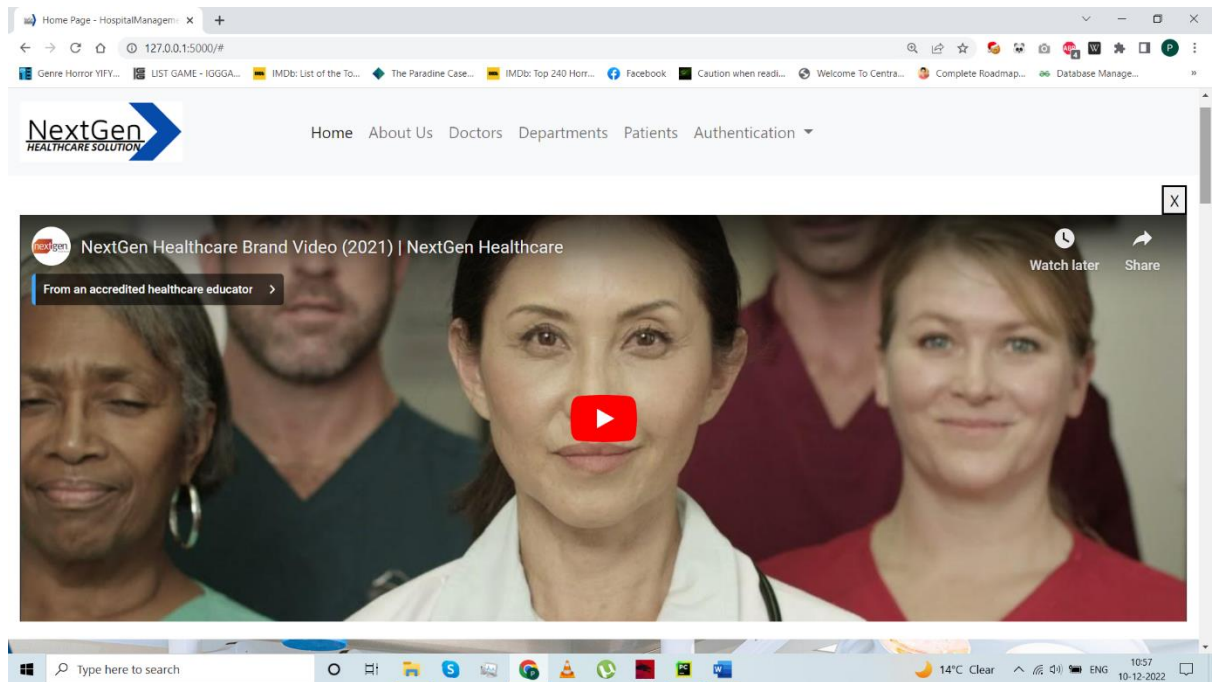 Home Page - HospitalManageme
127.0.0.1:5000/#
Genre Horror YIFY... LIST GAME - IGGGA... IMDb: List of the To... The Paradine Case... IMDb: Top 240 Horr... Facebook Caution when readi... Welcome To Centra... Complete Roadmap... Database Manage... »
NextGen
HEALTHCARE SOLUTION
Home About Us Doctors Departments Patients Authentication
X
nextgen NextGen Healthcare Brand Video (2021) | NextGen Healthcare
Watch later Share
From an accredited healthcare educator
Type here to search
14°C Clear ENG 10:57
10-12-2022